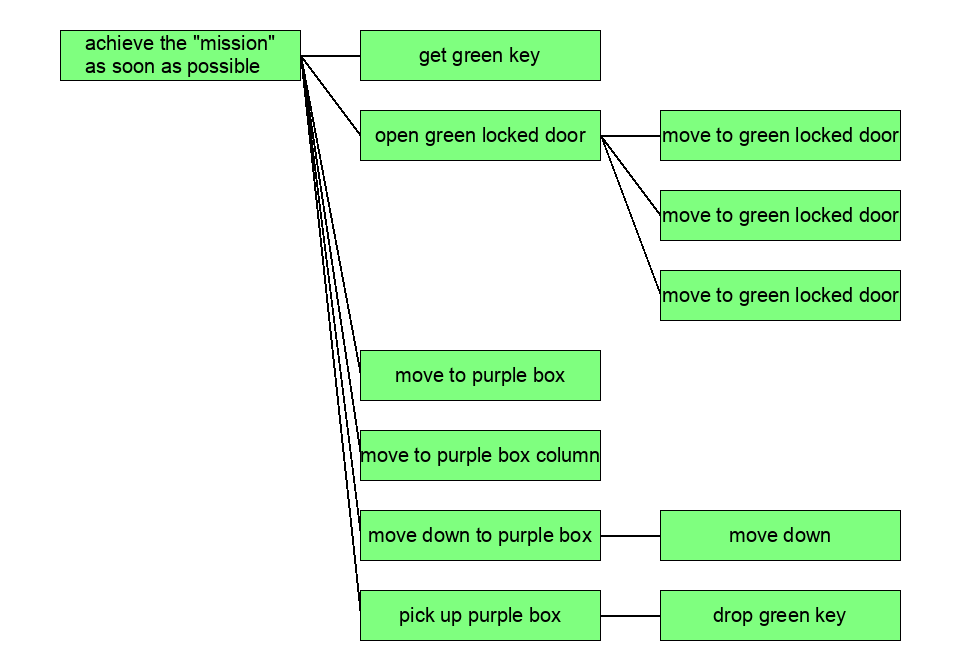 achieve the "mission"
as soon as possible
get green key
open green locked door
move to green locked door
move to green locked door
move to green locked door
move to purple box
move to purple box column
move down to purple box
move down
pick up purple box
drop green key